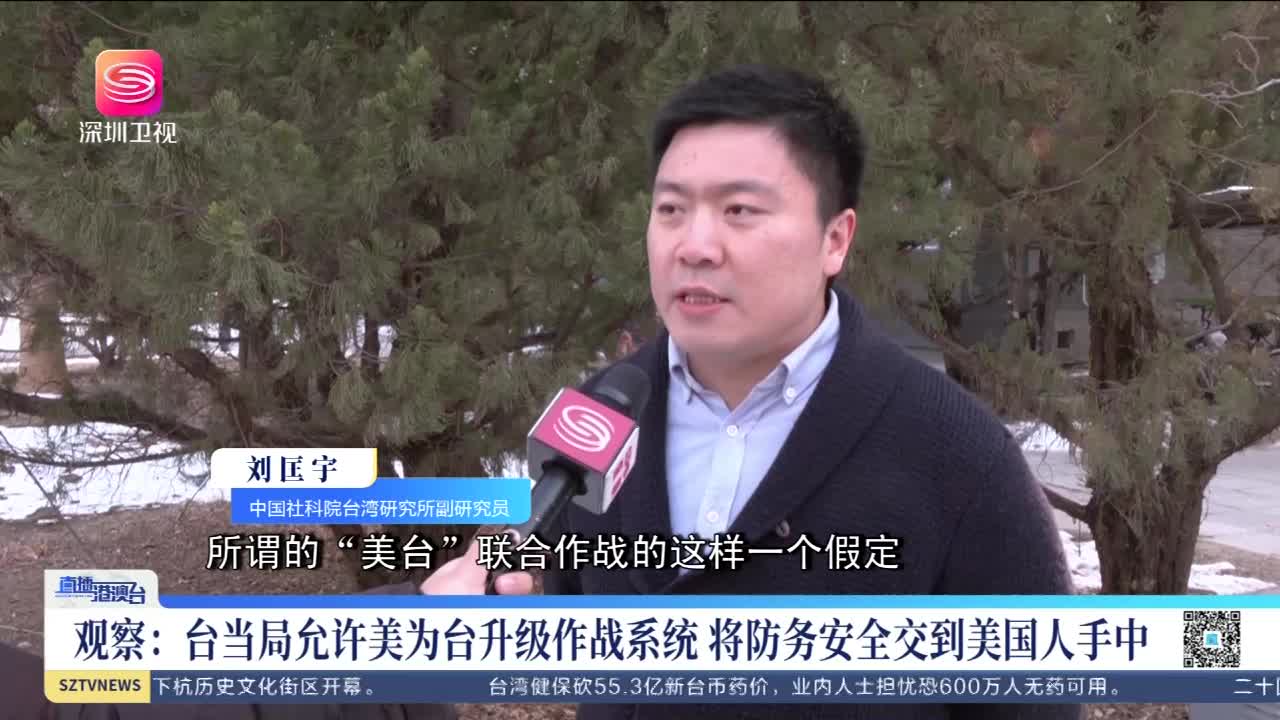 深圳卫视
刘匡宇
中国社科院台湾研究所副研究员
所谓的“美台”联合作战的这样一个假定
直播港澳台
观察：台当局允许美为台升级作战系统 将防务安全交到美国人手中
SZTVNEWS 下杭历史文化街区开幕。 台湾健保砍55.3亿新台币药价，业内人士担忧恐600万人无药可用。 二十